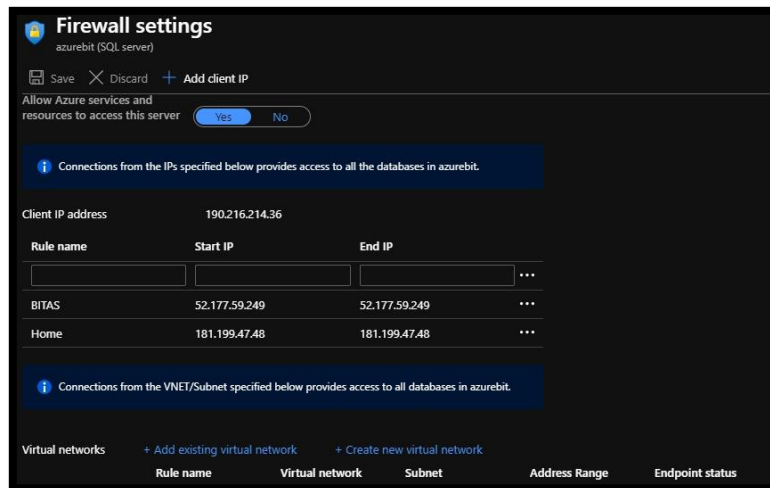 Firewall settings
azurebit (SQL server)
Save Discard + Add client IP
Allow Azure services and
resources to access this server Yes No
Connections from the IPs specified below provides access to all the databases in azurebit.
Client IP address 190.216.214.36
Rule name Start IP End IP
BITAS 52.177.59.249 52.177.59.249 ...
Home 181.199.47.48 181.199.47.48 ...
Connections from the VNET/Subnet specified below provides access to all databases in azurebit.
Virtual networks + Add existing virtual network + Create new virtual network
Rule name Virtual network Subnet Address Range Endpoint status